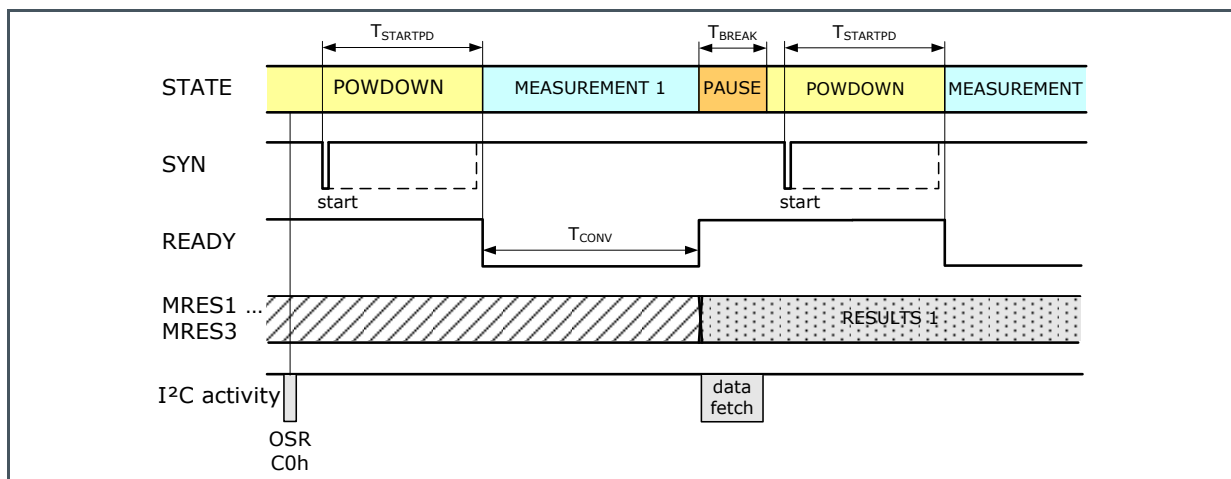 TSTARTPD TBREAK TSTARTPD
STATE POWDOWN MEASUREMENT 1 PAUSE POWDOWN MEASUREMENT
SYN
start start
READY TCONV
MRES1 ...
MRES3
RESULTS 1
I²C activity
data
fetch
OSR
C0h